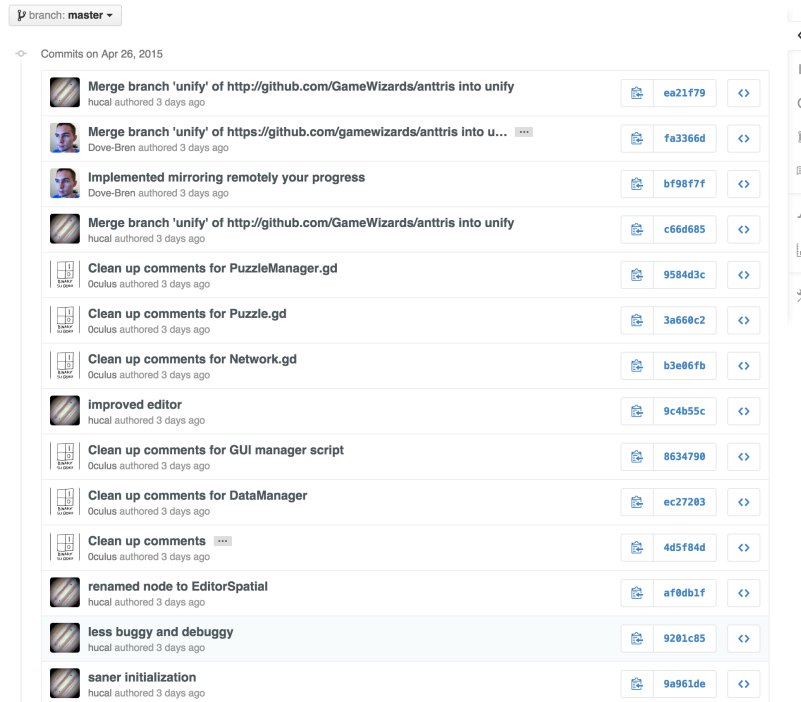 branch: master
Commits on Apr 26, 2015
Merge branch 'unify' of http://github.com/GameWizards/anttris into unify
hucal authored 3 days ago
ea21f79
Merge branch 'unify' of https://github.com/gamewizards/anttris into u... ...
Dove-Bren authored 3 days ago
fa3366d
Implemented mirroring remotely your progress
Dove-Bren authored 3 days ago
bf98f7f
Merge branch 'unify' of http://github.com/GameWizards/anttris into unify
hucal authored 3 days ago
c66d685
Clean up comments for PuzzleManager.gd
0culus authored 3 days ago
9584d3c
Clean up comments for Puzzle.gd
0culus authored 3 days ago
3a660c2
Clean up comments for Network.gd
0culus authored 3 days ago
b3e06fb
improved editor
hucal authored 3 days ago
9c4b55c
Clean up comments for GUI manager script
0culus authored 3 days ago
8634790
Clean up comments for DataManager
0culus authored 3 days ago
ec27203
Clean up comments ...
0culus authored 3 days ago
4d5f84d
renamed node to EditorSpatial
hucal authored 3 days ago
af0db1f
less buggy and debuggy
hucal authored 3 days ago
9201c85
saner initialization
hucal authored 3 days ago
9a961de